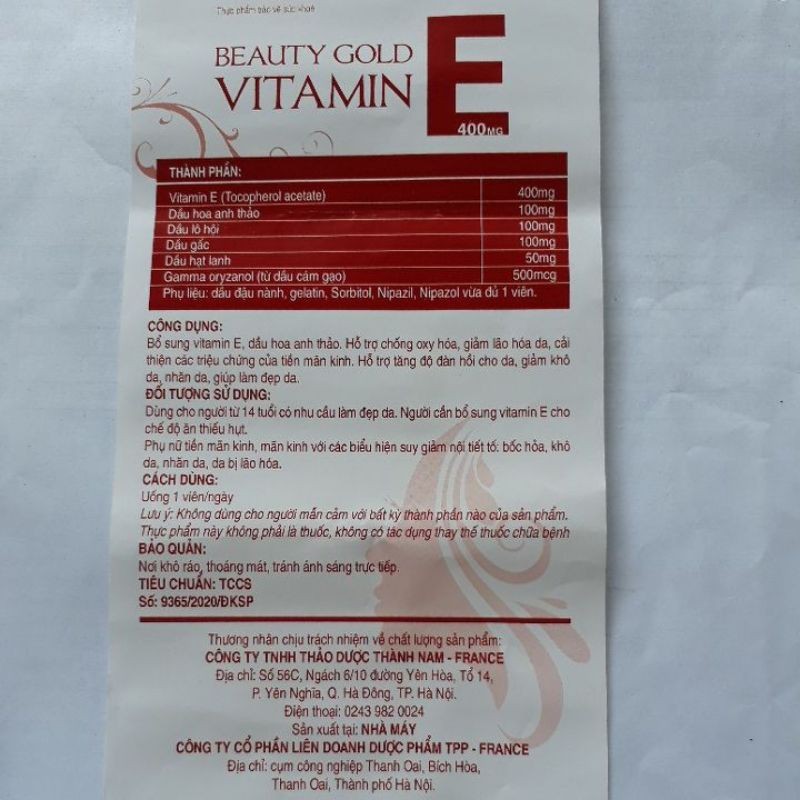 Thực phẩm bảo vệ sức khoẻ
BEAUTY GOLD
VITAMIN E
400MG
THÀNH PHẦN:
Vitamin E (Tocopherol acetate) 400mg
Dầu hoa anh thảo 100mg
Dầu lô hội 100mg
Dầu gấc 100mg
Dầu hạt lanh 50mg
Gamma oryzanol (từ dầu cám gạo) 500mcg
Phụ liệu: dầu đậu nành, gelatin, Sorbitol, Nipazil, Nipazol vừa đủ 1 viên.
CÔNG DỤNG:
Bổ sung vitamin E, dầu hoa anh thảo. Hỗ trợ chống oxy hóa, giảm lão hóa da, cải
thiện các triệu chứng của tiền mãn kinh. Hỗ trợ tăng độ đàn hồi cho da, giảm khô
da, nhăn da, giúp làm đẹp da.
ĐỐI TƯỢNG SỬ DỤNG:
Dùng cho người từ 14 tuổi có nhu cầu làm đẹp da. Người cần bổ sung vitamin E cho
chế độ ăn thiếu hụt.
Phụ nữ tiền mãn kinh, mãn kinh với các biểu hiện suy giảm nội tiết tố: bốc hỏa, khô
da, nhăn da, da bị lão hóa.
CÁCH DÙNG:
Uống 1 viên/ngày
Lưu ý: Không dùng cho người mẫn cảm với bất kỳ thành phần nào của sản phẩm.
Thực phẩm này không phải là thuốc, không có tác dụng thay thế thuốc chữa bệnh
BẢO QUẢN:
Nơi khô ráo, thoáng mát, tránh ánh sáng trực tiếp.
TIÊU CHUẨN: TCCS
Số: 9365/2020/ĐKSP
Thương nhân chịu trách nhiệm về chất lượng sản phẩm:
CÔNG TY TNHH THẢO DƯỢC THÀNH NAM - FRANCE
Địa chỉ: Số 56C, Ngách 6/10 đường Yên Hòa, Tổ 14,
P. Yên Nghĩa, Q. Hà Đông, TP. Hà Nội.
Điện thoại: 0243 982 0024
Sản xuất tại: NHÀ MÁY
CÔNG TY CỔ PHẦN LIÊN DOANH DƯỢC PHẨM TPP - FRANCE
Địa chỉ: cụm công nghiệp Thanh Oai, Bích Hòa,
Thanh Oai, Thành phố Hà Nội.